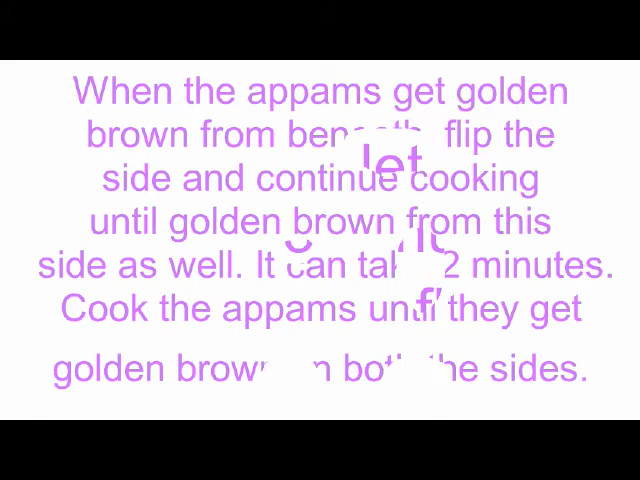 When the appams get golden
brown from beneath, flip the
side and continue cooking
until golden brown from this
side as well. It can take 2 minutes.
Cook the appams until they get
golden brown on both the sides.
let